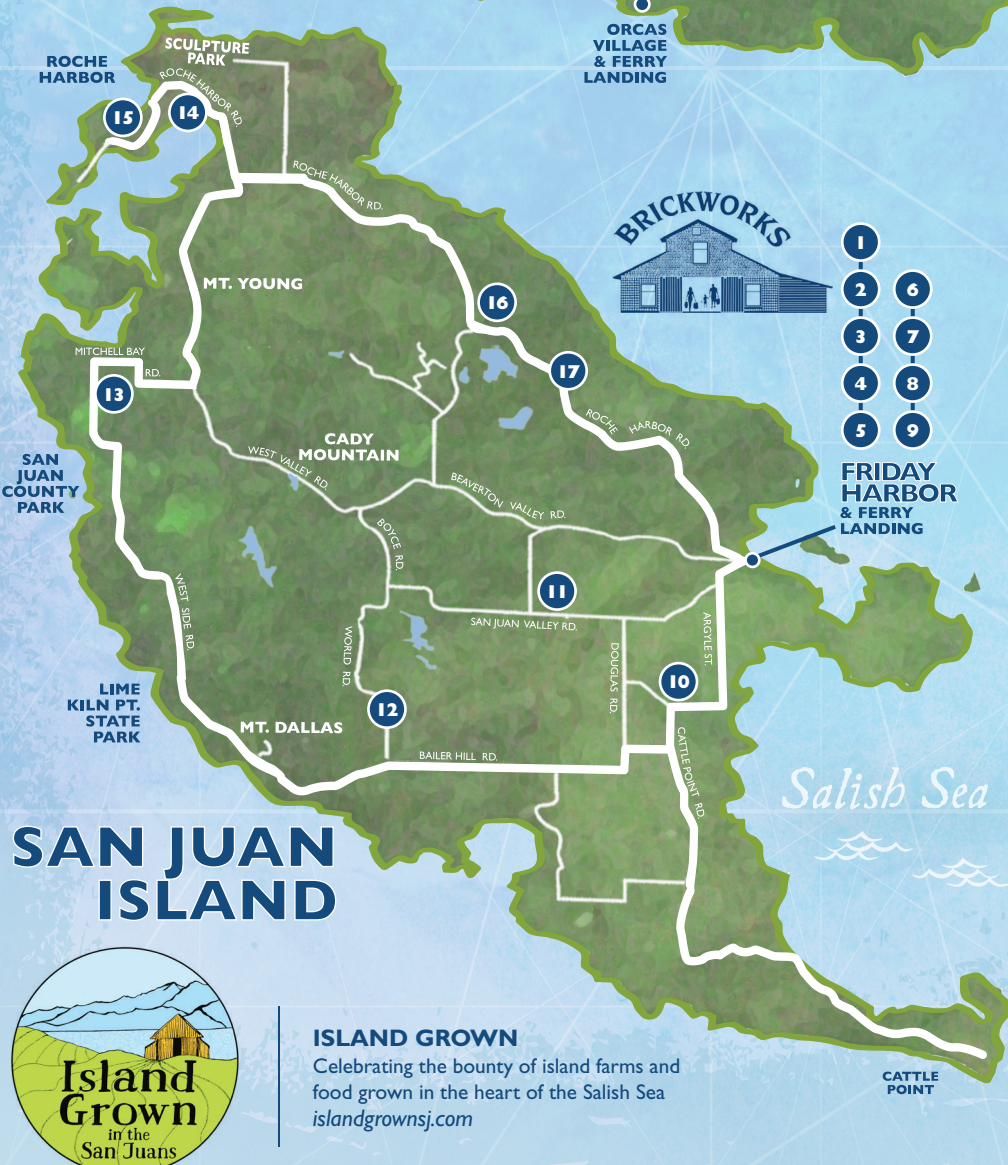 ORCAS
VILLAGE
& FERRY
LANDING
SCULPTURE
PARK
ROCHE
HARBOR
ROCHE HARBOR RD.
15
14
ROCHE HARBOR RD.
BRICKWORKS
1
2
6
3
7
4
8
5
9
FRIDAY
HARBOR
& FERRY
LANDING
MT. YOUNG
16
17
MITCHELL BAY
RD.
13
ROCHE HARBOR RD.
CADY
MOUNTAIN
WEST VALLEY RD.
BEAVERTON VALLEY RD.
SAN
JUAN
COUNTY
PARK
BOYCE RD.
11
SAN JUAN VALLEY RD.
WEST SIDE RD.
WORLD RD.
DOUGLAS RD.
ARGYLE ST.
10
LIME
KILN PT.
STATE
PARK
12
MT. DALLAS
BAILER HILL RD.
CATTLE POINT RD.
Salish Sea
SAN JUAN
ISLAND
CATTLE
POINT
Island
Grown
in the
San Juans
ISLAND GROWN
Celebrating the bounty of island farms and
food grown in the heart of the Salish Sea
islandgrownsj.com